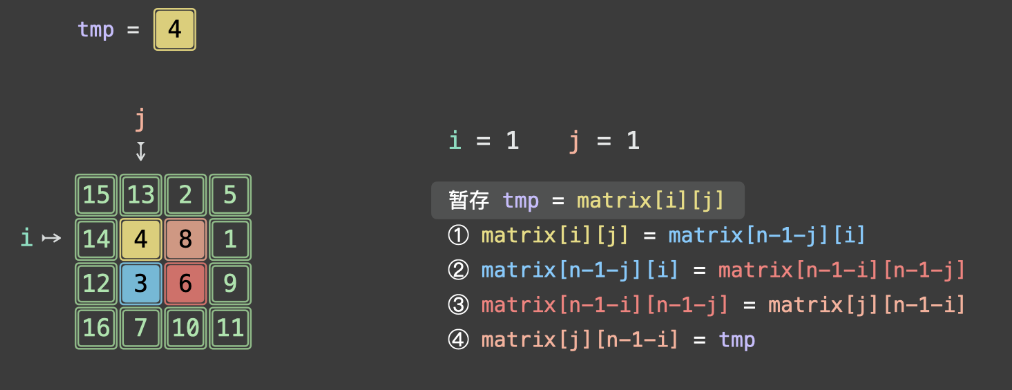 tmp = 4
j
i = 1 j = 1
15 13 2 5
暂存 tmp = matrix[i][j]
i 14 4 8 1
① matrix[i][j] = matrix[n-1-j][i]
12 3 6 9
② matrix[n-1-j][i] = matrix[n-1-i][n-1-j]
③ matrix[n-1-i][n-1-j] = matrix[j][n-1-i]
16 7 10 11
④ matrix[j][n-1-i] = tmp